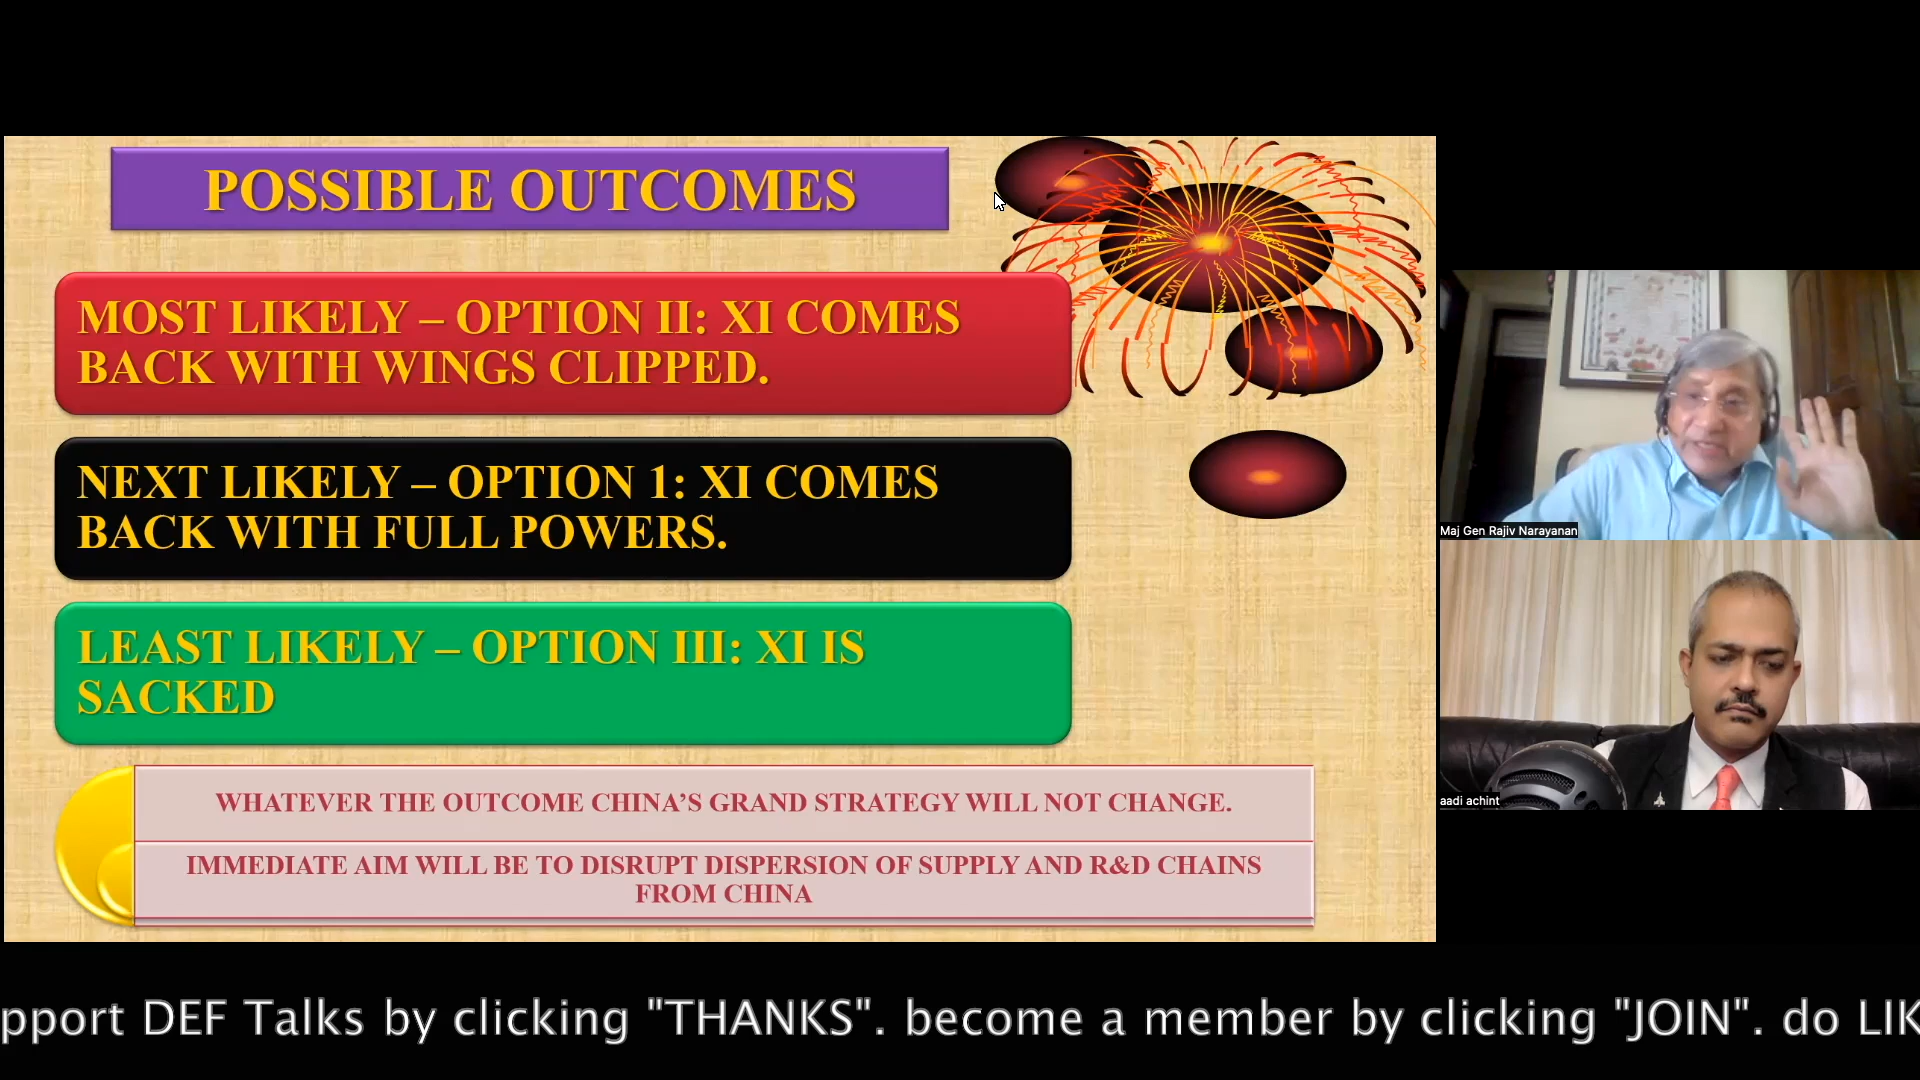 POSSIBLE OUTCOMES
MOST LIKELY – OPTION II: XI COMES
BACK WITH WINGS CLIPPED.
NEXT LIKELY – OPTION 1: XI COMES
BACK WITH FULL POWERS.
LEAST LIKELY – OPTION III: XI IS
SACKED
WHATEVER THE OUTCOME CHINA’S GRAND STRATEGY WILL NOT CHANGE.
IMMEDIATE AIM WILL BE TO DISRUPT DISPERSION OF SUPPLY AND R&D CHAINS
FROM CHINA
Maj Gen Rajiv Narayanan
aadi achint
pport DEF Talks by clicking "THANKS". become a member by clicking "JOIN". do LIK